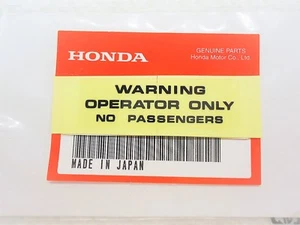 HONDA
GENUINE PARTS
Honda Motor Co., Ltd.
WARNING
OPERATOR ONLY
NO PASSENGERS
MADE IN JAPAN